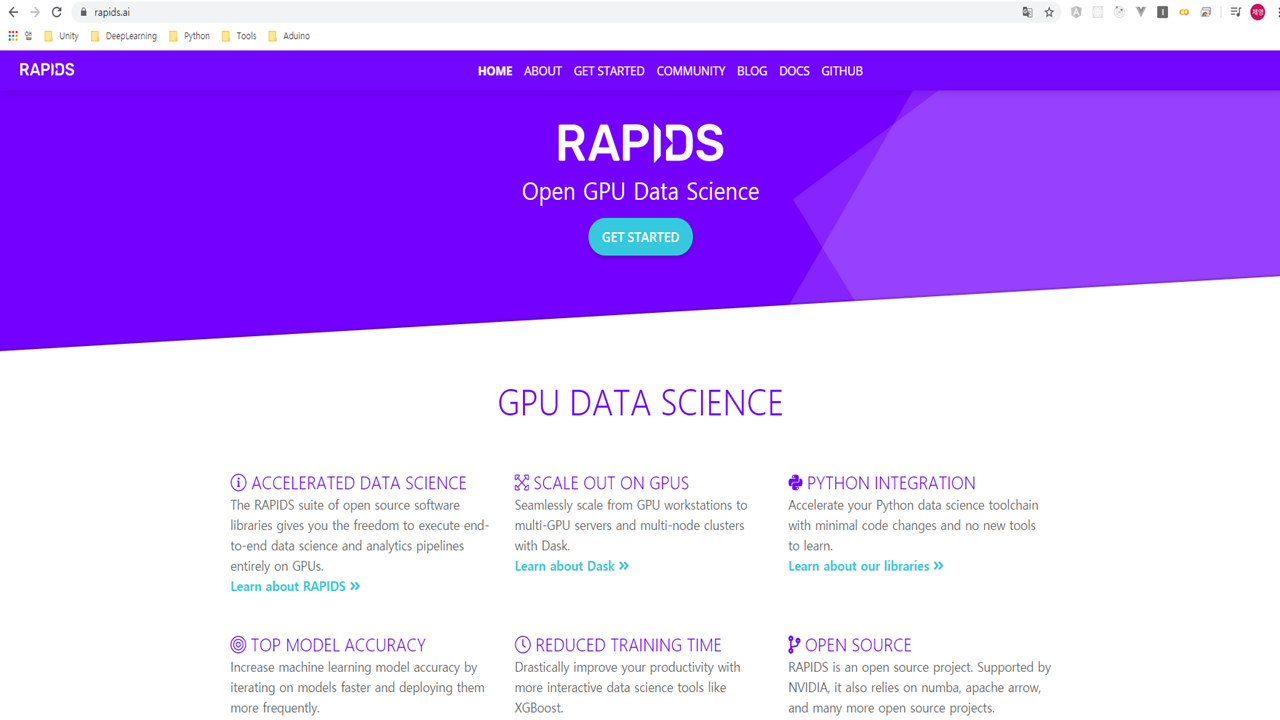 rapids.ai
앱 Unity DeepLearning Python Tools Aduino
RAPIDS HOME ABOUT GET STARTED COMMUNITY BLOG DOCS GITHUB
RAPIDS
Open GPU Data Science
GET STARTED
GPU DATA SCIENCE
ACCELERATED DATA SCIENCE
The RAPIDS suite of open source software
libraries gives you the freedom to execute end-
to-end data science and analytics pipelines
entirely on GPUs.
Learn about RAPIDS »
SCALE OUT ON GPUS
Seamlessly scale from GPU workstations to
multi-GPU servers and multi-node clusters
with Dask.
Learn about Dask »
PYTHON INTEGRATION
Accelerate your Python data science toolchain
with minimal code changes and no new tools
to learn.
Learn about our libraries »
TOP MODEL ACCURACY
Increase machine learning model accuracy by
iterating on models faster and deploying them
more frequently.
REDUCED TRAINING TIME
Drastically improve your productivity with
more interactive data science tools like
XGBoost.
OPEN SOURCE
RAPIDS is an open source project. Supported by
NVIDIA, it also relies on numba, apache arrow,
and many more open source projects.